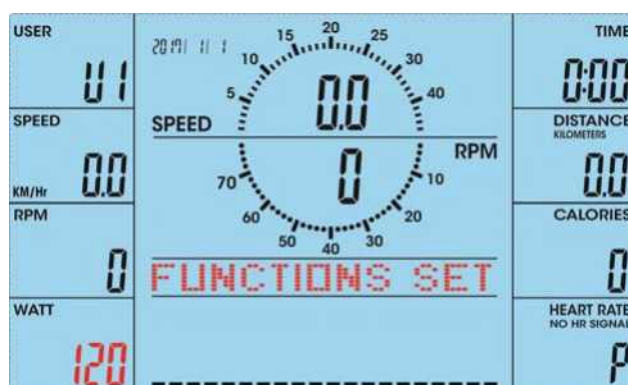 USER
U 1
SPEED
KM/Hr 0.0
RPM
0
WATT
120
2017/ 1/ 1
5 10 15 20 25 30 40
0.0
SPEED
RPM
0
70 60 50 40 30 20 10
FUNCTIONS SET
TIME
0:00
DISTANCE
KILOMETERS
0.0
CALORIES
0
HEART RATE
NO HR SIGNAL
P